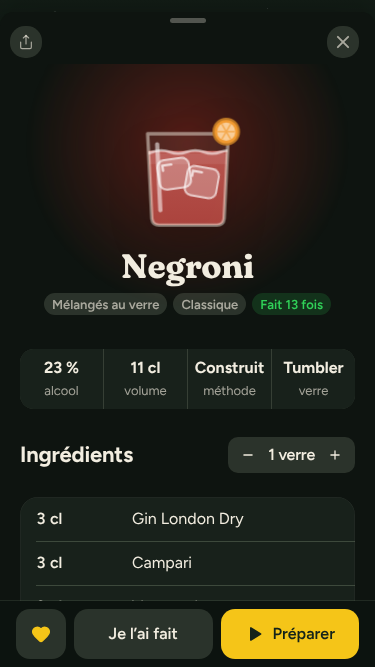 Negroni
Mélangés au verre Classique Fait 13 fois
23 % 11 cl Construit Tumbler
alcool volume méthode verre
Ingrédients − 1 verre +
3 cl Gin London Dry
3 cl Campari
Je l’ai fait Préparer